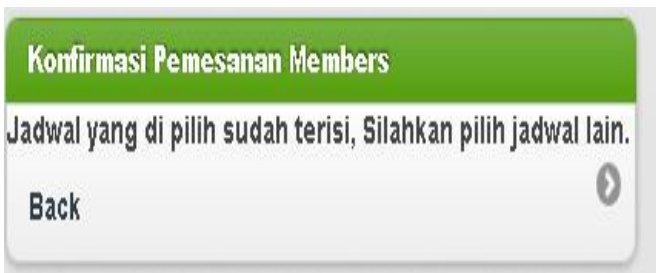 Konfirmasi Pemesanan Members
Jadwal yang di pilih sudah terisi, Silahkan pilih jadwal lain.
Back